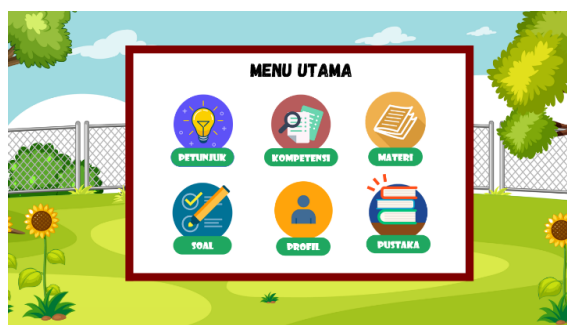 MENU UTAMA
PETUNJUK
KOMPETENSI
MATERI
SOAL
PROFIL
PUSTAKA